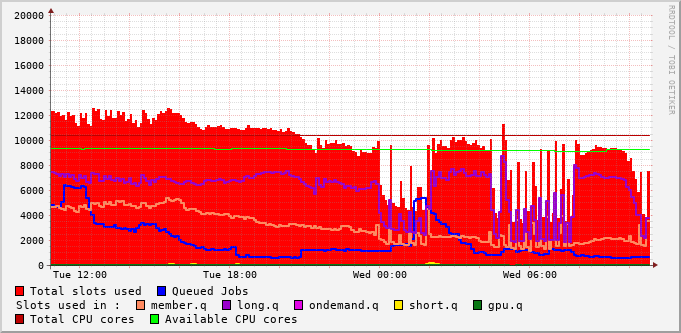 20000
18000
16000
14000
12000
10000
8000
6000
4000
2000
0
Tue 12:00 Tue 18:00 Wed 00:00 Wed 06:00
RRDTOOL / TOBI OETIKER
Total slots used Queued Jobs
Slots used in : member.q long.q ondemand.q short.q gpu.q
Total CPU cores Available CPU cores